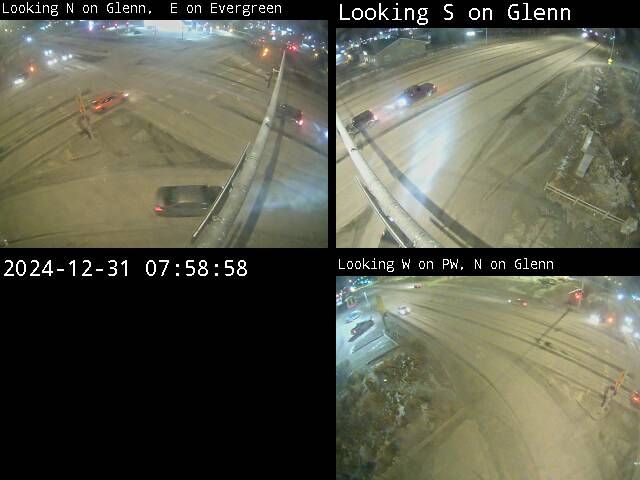 Looking N on Glenn,  E on Evergreen
Looking S on Glenn
2024-12-31 07:58:58
Looking W on PW, N on Glenn